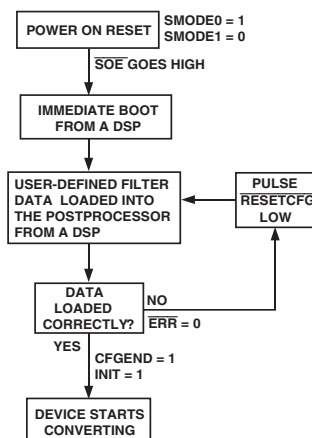 POWER ON RESET
SMODE0 = 1
SMODE1 = 0
SOE GOES HIGH
IMMEDIATE BOOT
FROM A DSP
USER-DEFINED FILTER
DATA LOADED INTO
THE POSTPROCESSOR
FROM A DSP
PULSE
RESETCFG
LOW
DATA
LOADED
CORRECTLY?
NO
ERR = 0
YES
CFGEND = 1
INIT = 1
DEVICE STARTS
CONVERTING